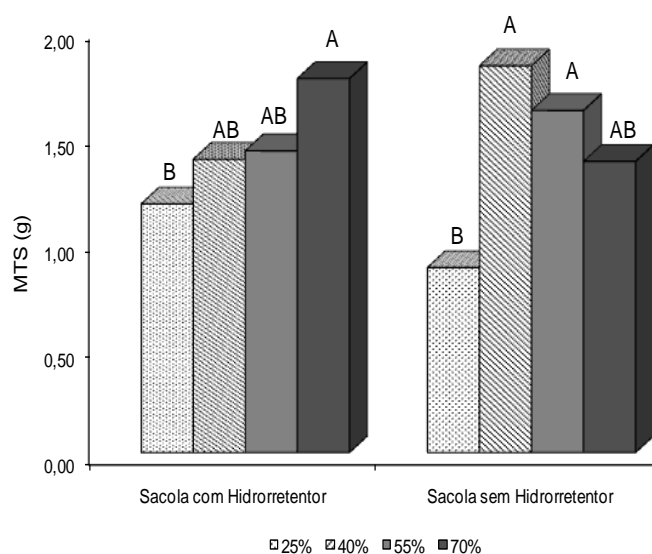 2,00
1,50
1,00
0,50
0,00
MTS (g)
B
AB
AB
A
B
A
A
AB
Sacola com Hidrorretentor
Sacola sem Hidrorretentor
25% 40% 55% 70%